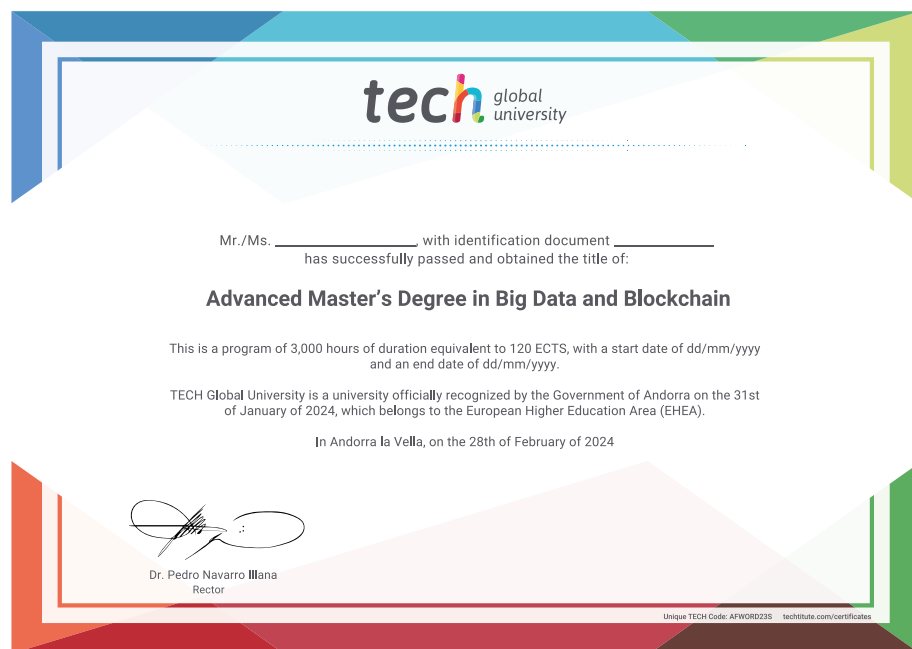 tech global
university
Mr./Ms. ____________, with identification document ____________
has successfully passed and obtained the title of:
Advanced Master’s Degree in Big Data and Blockchain
This is a program of 3,000 hours of duration equivalent to 120 ECTS, with a start date of dd/mm/yyyy
and an end date of dd/mm/yyyy.
TECH Global University is a university officially recognized by the Government of Andorra on the 31st
of January of 2024, which belongs to the European Higher Education Area (EHEA).
In Andorra la Vella, on the 28th of February of 2024
Dr. Pedro Navarro Illana
Rector
Unique TECH Code: AFWORD23S techtitute.com/certificates